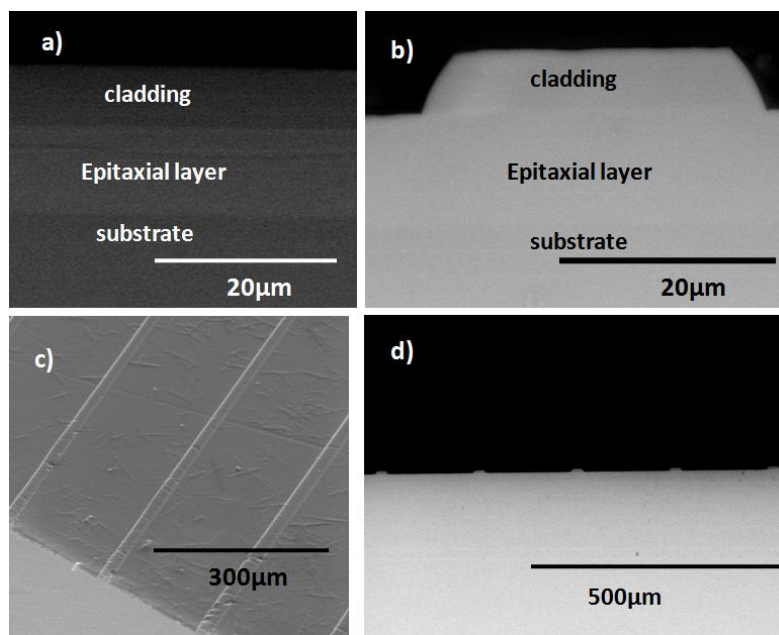 a)
cladding
Epitaxial layer
substrate
20μm
b)
cladding
Epitaxial layer
substrate
20μm
c)
300μm
d)
500μm